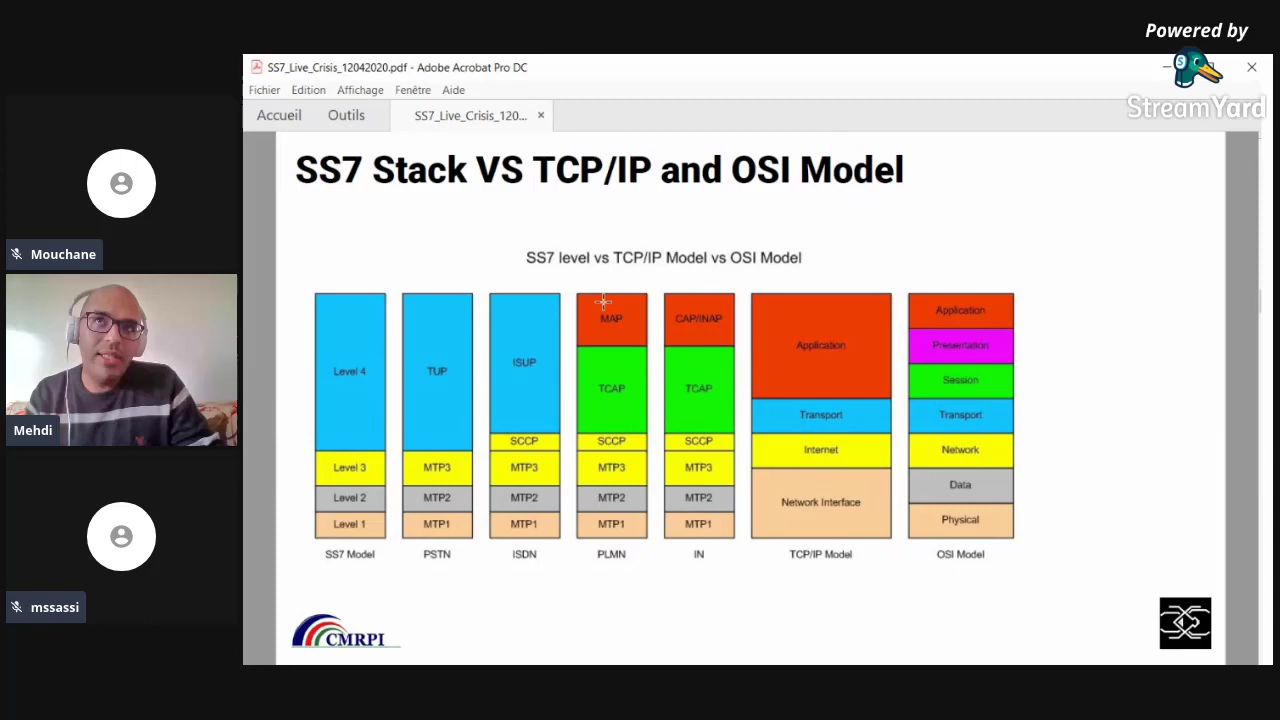 Powered by
StreamYard
SS7_Live_Crisis_12042020.pdf - Adobe Acrobat Pro DC
Fichier Edition Affichage Fenêtre Aide
Accueil Outils SS7_Live_Crisis_120... ×
SS7 Stack VS TCP/IP and OSI Model
SS7 level vs TCP/IP Model vs OSI Model
Level 4
Level 3
Level 2
Level 1
SS7 Model
TUP
MTP3
MTP2
MTP1
PSTN
ISUP
SCCP
MTP3
MTP2
MTP1
ISDN
MAP
TCAP
SCCP
MTP3
MTP2
MTP1
PLMN
CAP/INAP
TCAP
SCCP
MTP3
MTP2
MTP1
IN
Application
Transport
Internet
Network Interface
TCP/IP Model
Application
Presentation
Session
Transport
Network
Data
Physical
OSI Model
CMRPI
Mouchane
Mehdi
mssassi